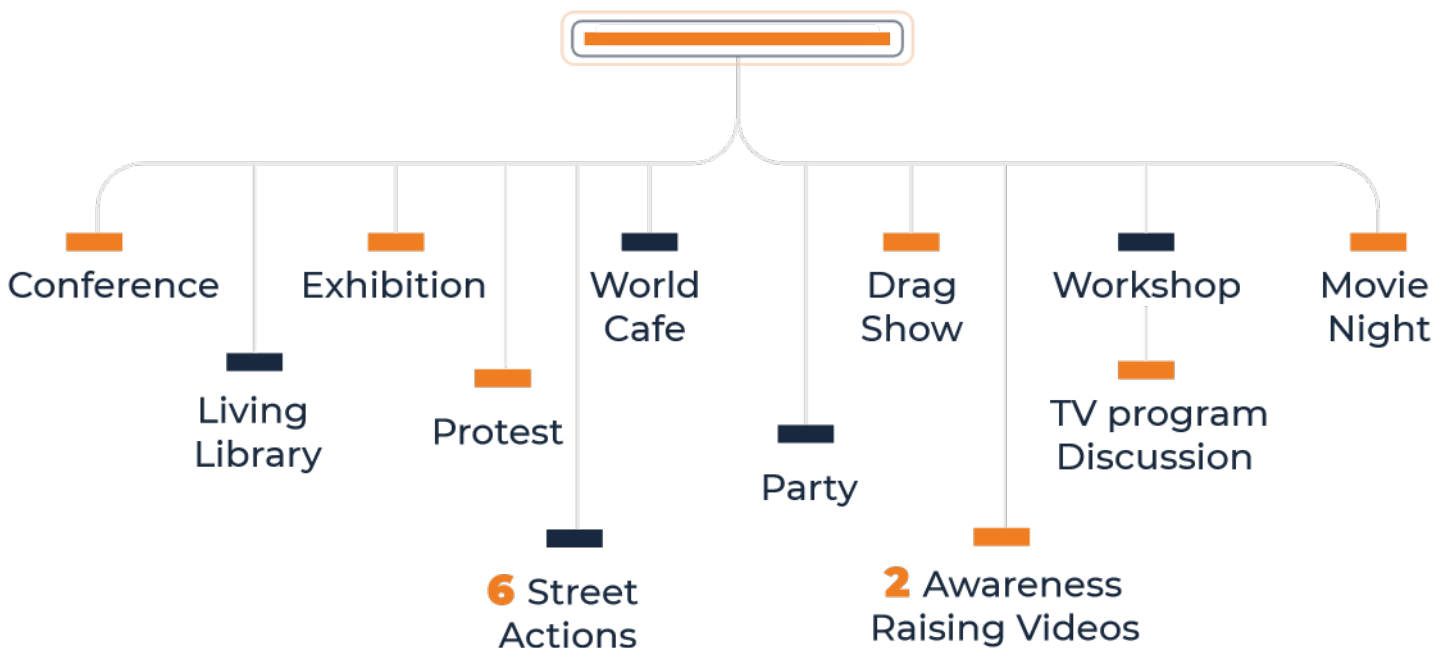 Conference
Exhibition
World
Cafe
Drag
Show
Workshop
Movie
Night
Living
Library
Protest
TV program
Discussion
Party
6 Street
Actions
2 Awareness
Raising Videos